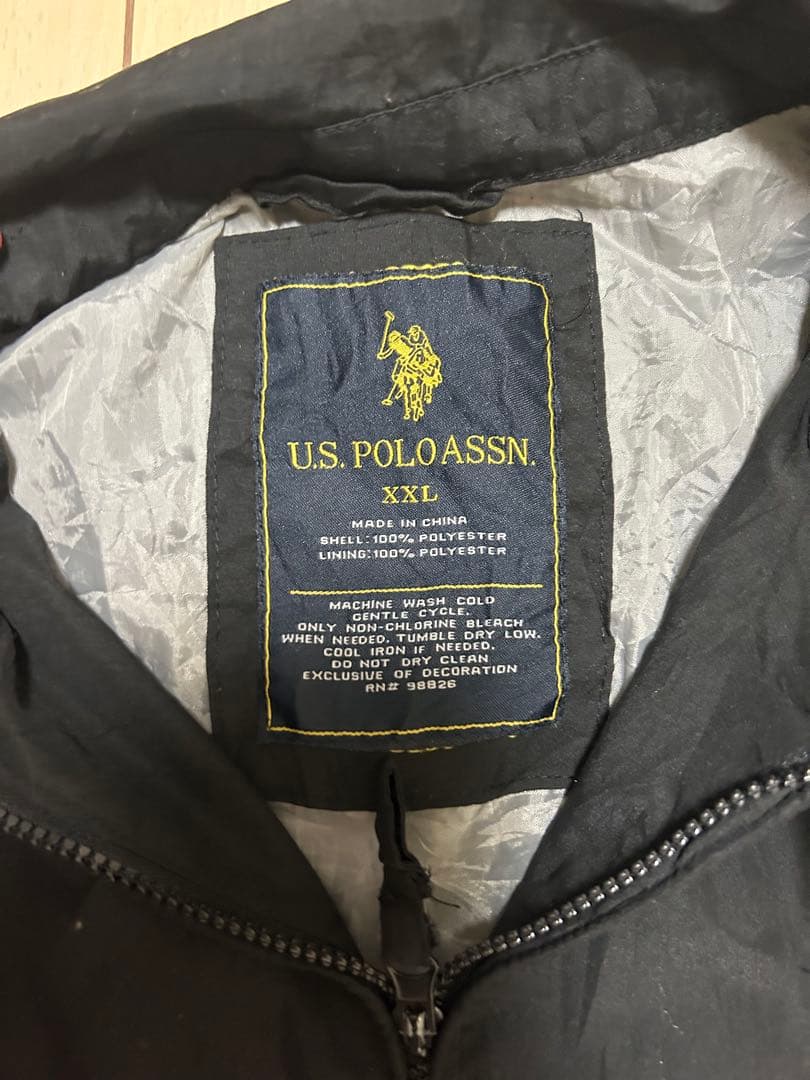 U.S. POLO ASSN.
XXL
MADE IN CHINA
SHELL: 100% POLYESTER
LINING: 100% POLYESTER
MACHINE WASH COLD
GENTLE CYCLE.
ONLY NON-CHLORINE BLEACH
WHEN NEEDED. TUMBLE DRY LOW.
COOL IRON IF NEEDED.
DO NOT DRY CLEAN
EXCLUSIVE OF DECORATION
RN# 98826